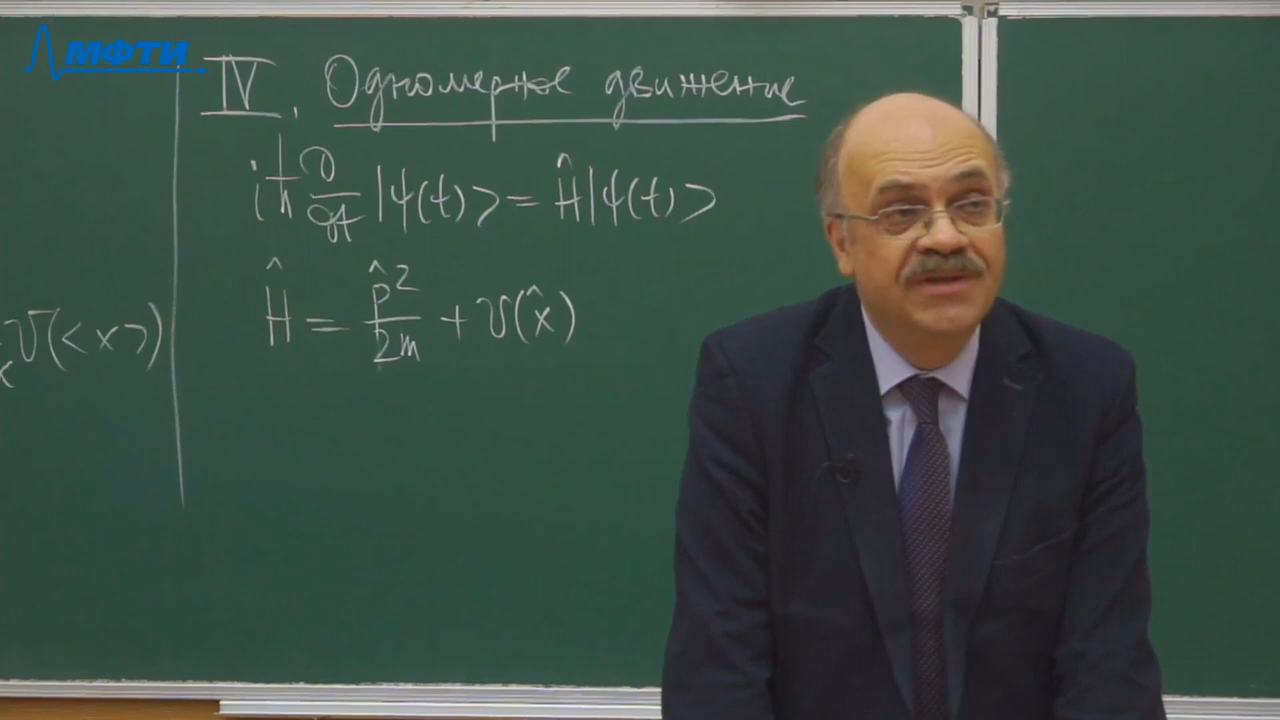 МФТИ
IV. Одномерное движение
iħ ∂/∂t |ψ(t)> = Ĥ|ψ(t)>
Ĥ = p̂²/2m + U(x̂)
U(<x>)